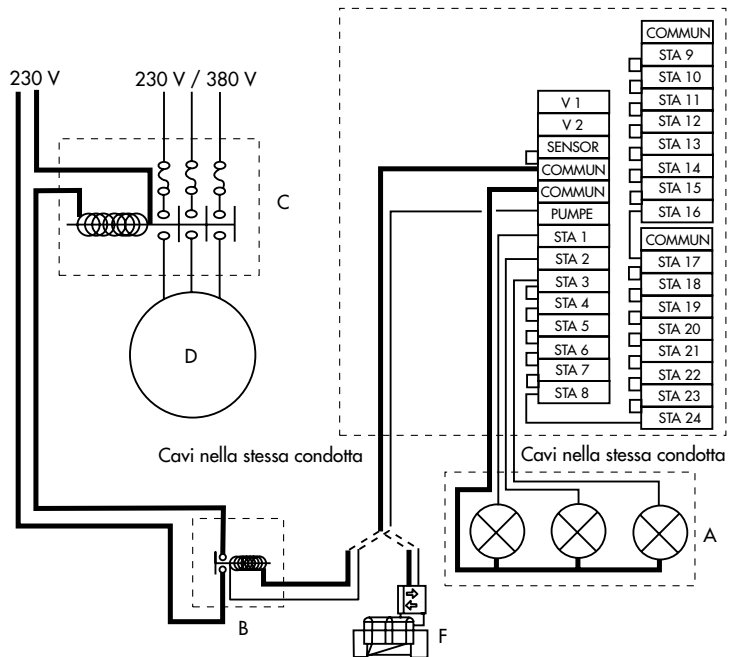 230 V
230 V / 380 V
C
D
V 1
V 2
SENSOR
COMMUN
COMMUN
PUMPE
STA 1
STA 2
STA 3
STA 4
STA 5
STA 6
STA 7
STA 8
COMMUN
STA 9
STA 10
STA 11
STA 12
STA 13
STA 14
STA 15
STA 16
COMMUN
STA 17
STA 18
STA 19
STA 20
STA 21
STA 22
STA 23
STA 24
Cavi nella stessa condotta
Cavi nella stessa condotta
A
B
F